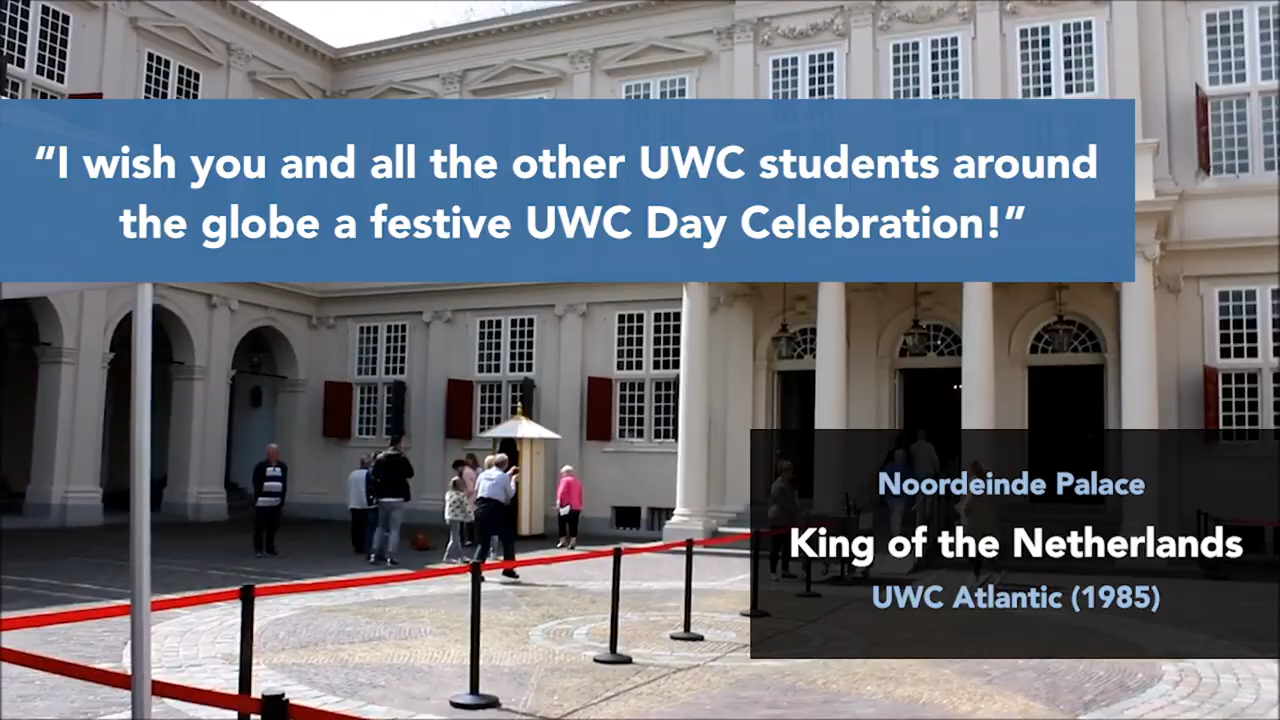 “I wish you and all the other UWC students around
the globe a festive UWC Day Celebration!”
Noordeinde Palace
King of the Netherlands
UWC Atlantic (1985)